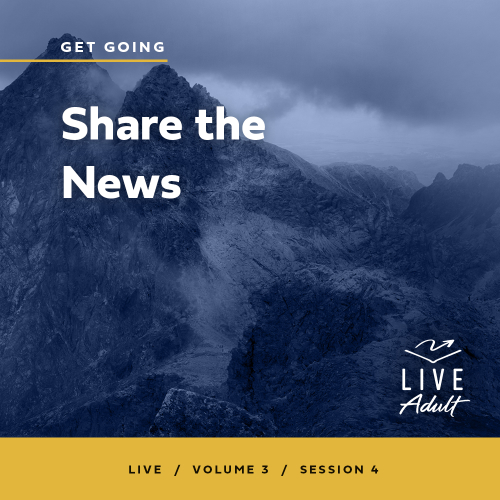 GET GOING
Share the
News
LIVE
Adult
LIVE / VOLUME 3 / SESSION 4